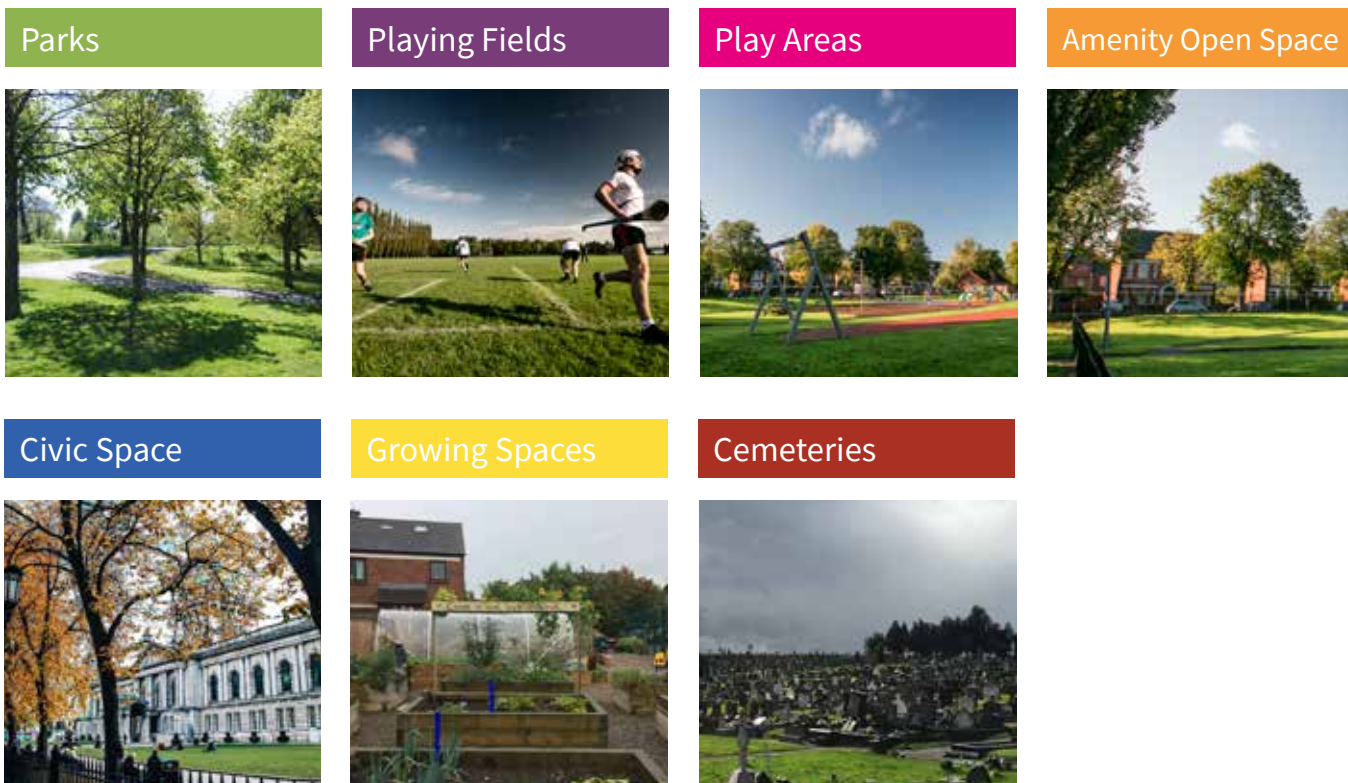 Parks
Playing Fields
Play Areas
Amenity Open Space
Civic Space
Growing Spaces
Cemeteries